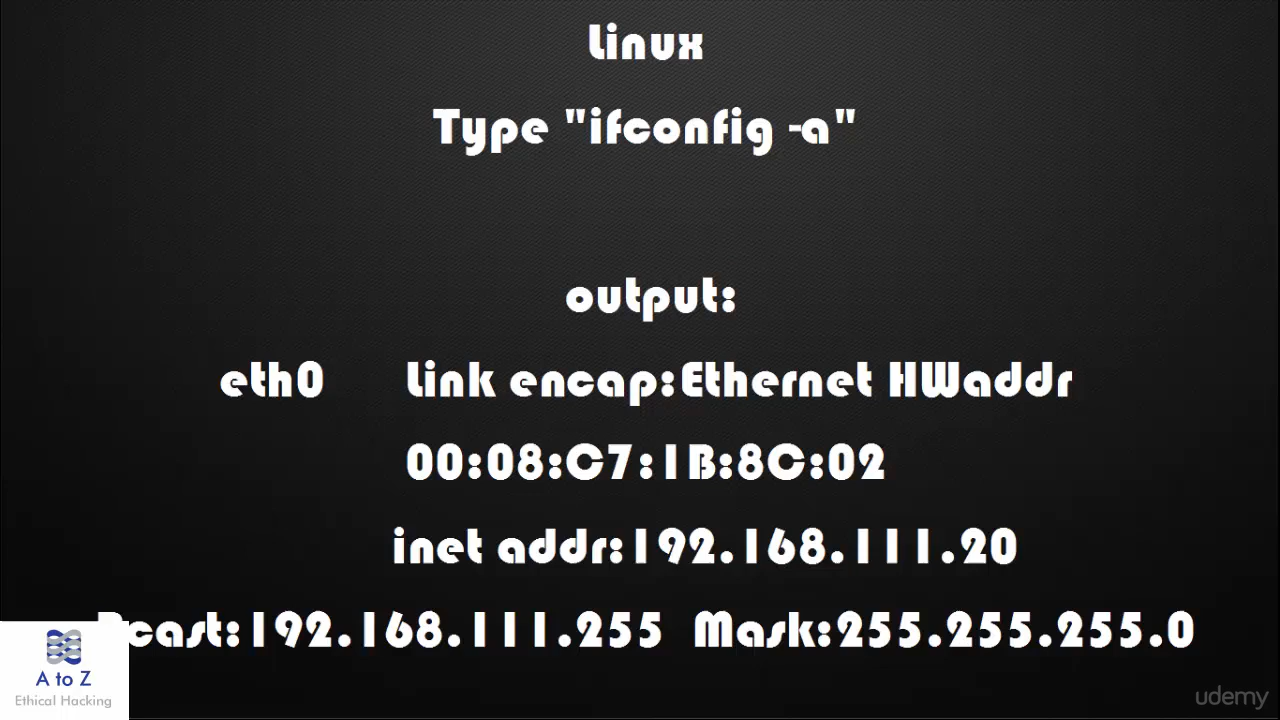 Linux
Type "ifconfig -a"
output:
eth0 Link encap:Ethernet HWaddr
00:08:C7:1B:8C:02
inet addr:192.168.111.20
Bcast:192.168.111.255 Mask:255.255.255.0
A to Z
Ethical Hacking
udemy